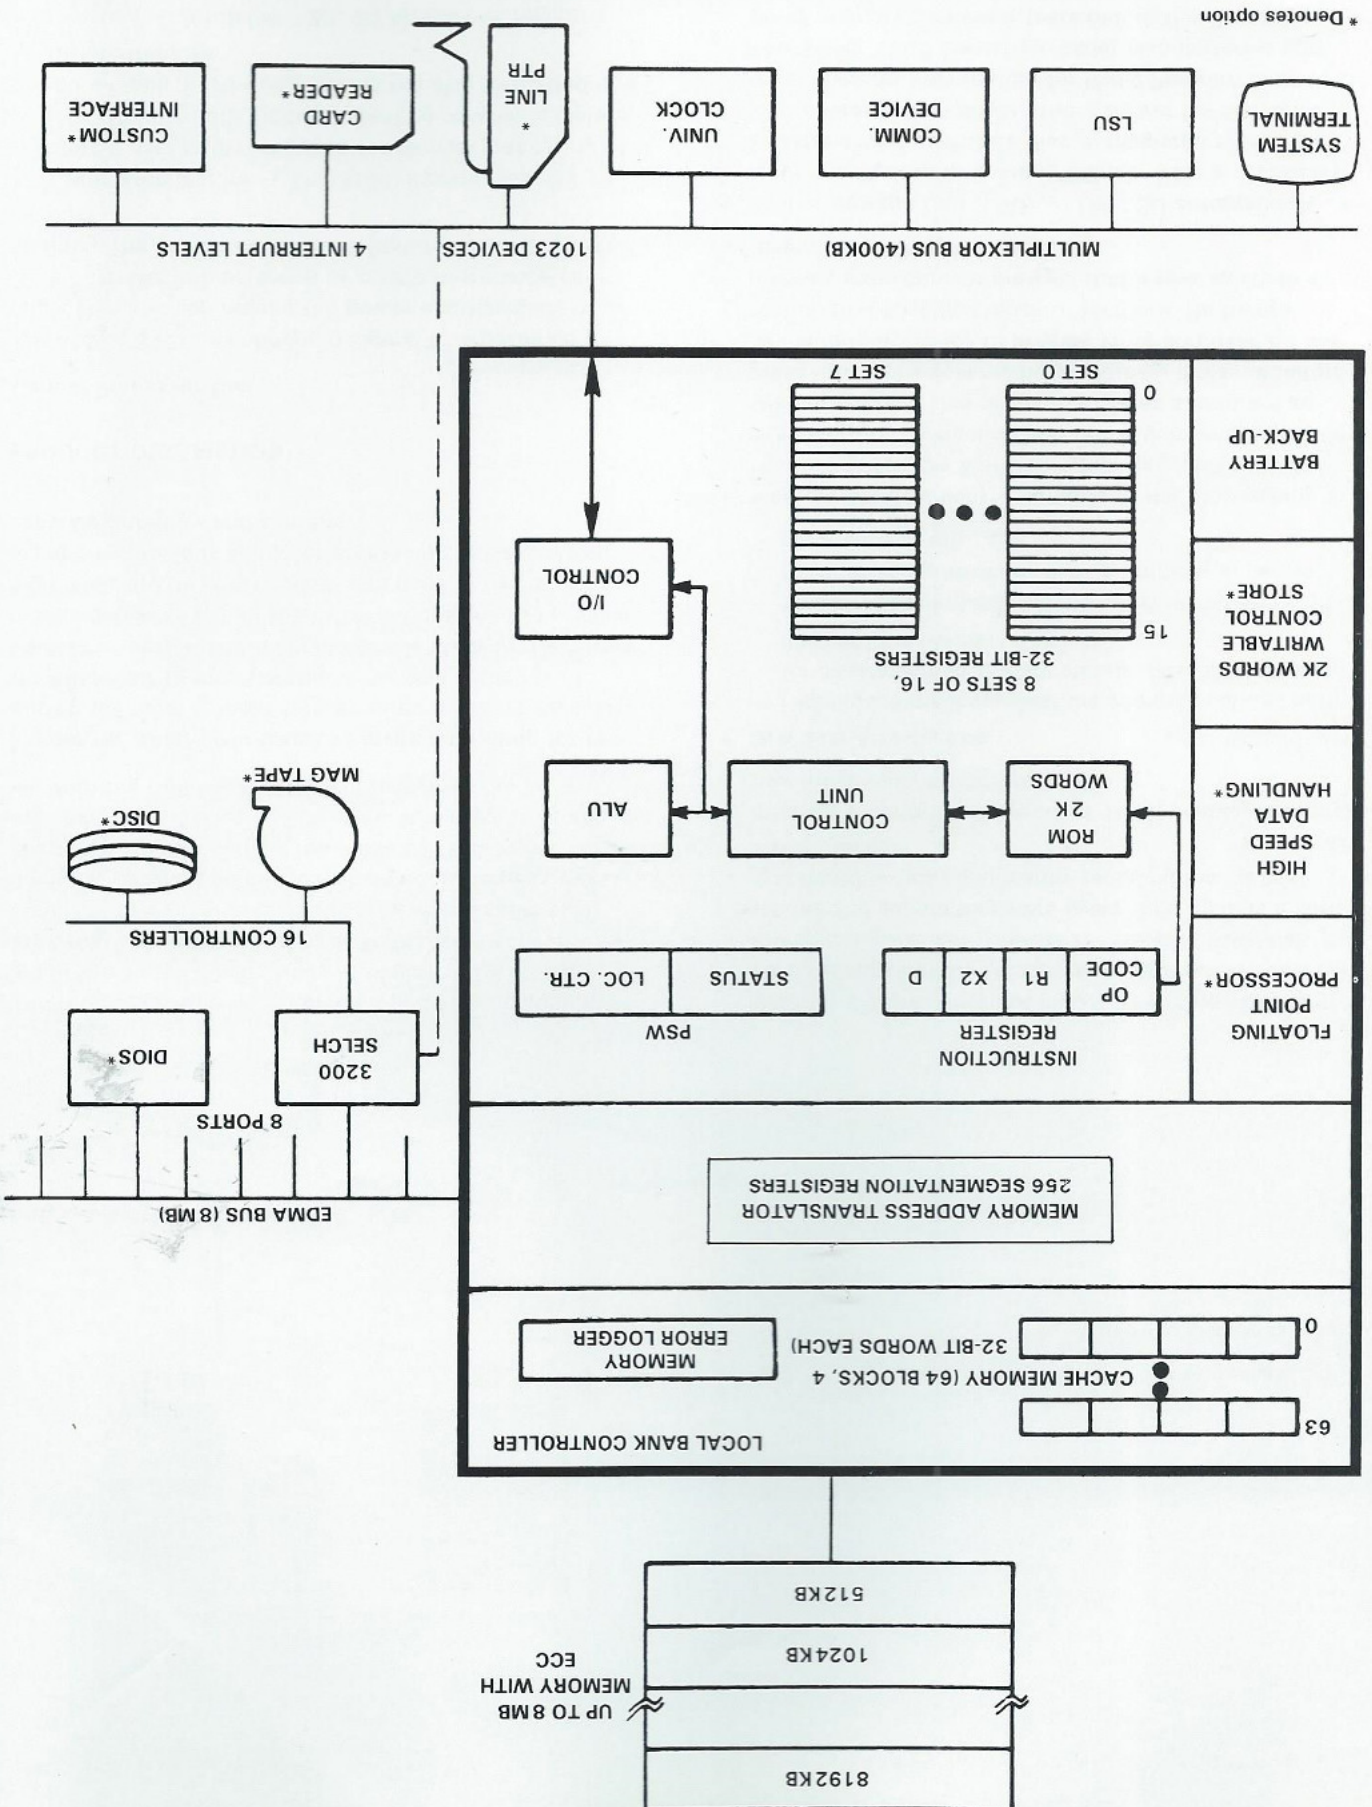 8192KB
UP TO 8 MB
MEMORY WITH
ECC
1024KB
512KB
LOCAL BANK CONTROLLER
63
CACHE MEMORY (64 BLOCKS, 4
32-BIT WORDS EACH)
0
MEMORY
ERROR LOGGER
MEMORY ADDRESS TRANSLATOR
256 SEGMENTATION REGISTERS
EDMA BUS (8 MB)
8 PORTS
3200
SELCH
DIOS*
16 CONTROLLERS
MAG TAPE*
DISC*
FLOATING
POINT
PROCESSOR*
HIGH
SPEED
DATA
HANDLING*
2K WORDS
WRITABLE
CONTROL
STORE*
BATTERY
BACK-UP
INSTRUCTION
REGISTER
OP
CODE
R1
X2
D
PSW
STATUS
LOC. CTR.
ROM
2K
WORDS
CONTROL
UNIT
ALU
8 SETS OF 16,
32-BIT REGISTERS
15
0
SET 0
SET 7
I/O
CONTROL
MULTIPLEXOR BUS (400KB)
1023 DEVICES
4 INTERRUPT LEVELS
SYSTEM
TERMINAL
LSU
COMM.
DEVICE
UNIV.
CLOCK
*
LINE
PTR
CARD
READER*
CUSTOM*
INTERFACE
* Denotes option